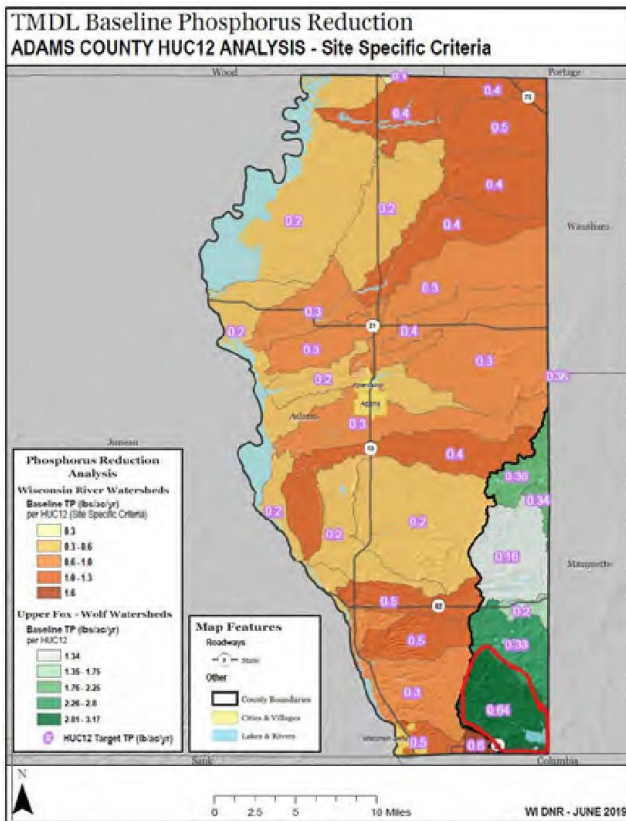 TMDL Baseline Phosphorus Reduction
ADAMS COUNTY HUC12 ANALYSIS - Site Specific Criteria
Wood
Portage
0.4
73
0.4
0.5
0.4
0.2
0.2
0.4
Waushara
0.3
0.3
21
0.2
0.4
0.3
0.3
0.2
Adams
0.3
Adams
13
0.4
Juneau
0.35
0.34
0.2
0.2
0.2
0.16
Marquette
0.5
82
0.2
0.5
0.33
0.3
0.64
0.5
0.6
Sauk
Columbia
Phosphorus Reduction
Analysis
Wisconsin River Watersheds
Baseline TP (lbs/ac/yr)
per HUC12 (Site Specific Criteria)
0.3
0.3 - 0.6
0.6 - 1.0
1.0 - 1.3
1.6
Upper Fox - Wolf Watersheds
Baseline TP (lbs/ac/yr)
per HUC12
1.34
1.35 - 1.75
1.76 - 2.25
2.26 - 2.8
2.81 - 3.17
HUC12 Target TP (lb/ac/yr)
Map Features
Roadways
State
Other
County Boundaries
Cities & Villages
Lakes & Rivers
N
0 2.5 5 10 Miles
WI DNR - JUNE 2019